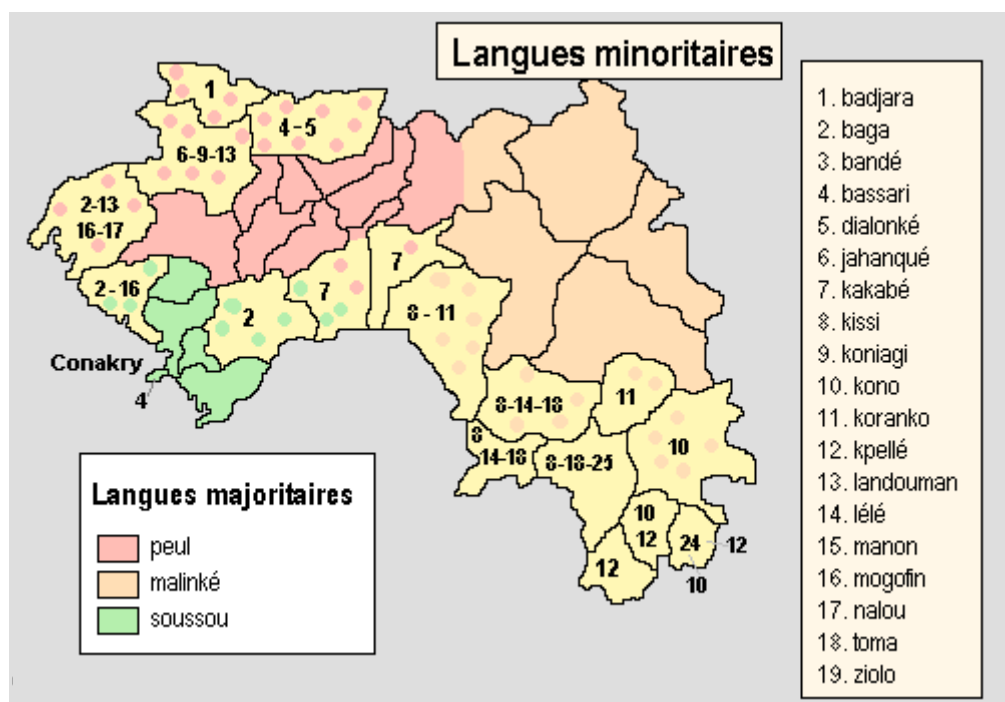 Langues minoritaires
1
4 - 5
6-9-13
2-13
16-17
2 - 16
2
7
7
8 - 11
Conakry
4
8-14-18
11
8
14-18
8-18-25
10
10
12
24
12
12
10
Langues majoritaires
peul
malinké
soussou
1. badjara
2. baga
3. bandé
4. bassari
5. dialonké
6. jahanqué
7. kakabé
8. kissi
9. koniagi
10. kono
11. koranko
12. kpellé
13. landouman
14. lélé
15. manon
16. mogofin
17. nalou
18. toma
19. ziolo